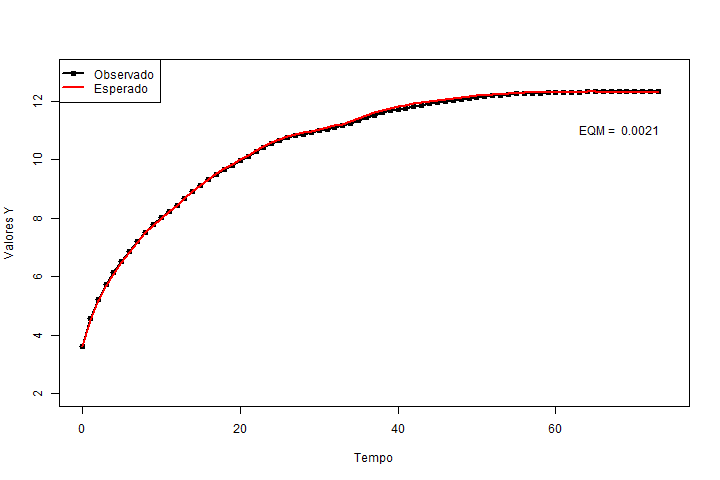 Observado
Esperado
EQM = 0.0021
Valores Y
2
4
6
8
10
12
0
20
40
60
Tempo